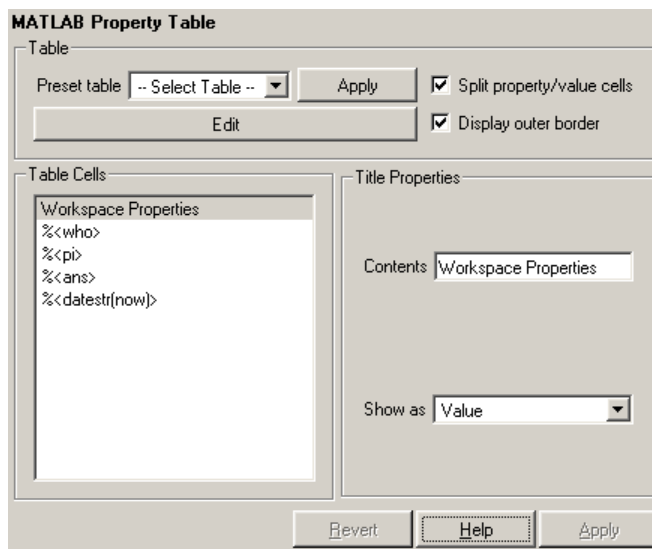 MATLAB Property Table
Table
Preset table -- Select Table -- Apply Split property/value cells
Edit Display outer border
Table Cells
Workspace Properties
%<who>
%<pi>
%<ans>
%<datestr(now)>
Title Properties
Contents Workspace Properties
Show as Value
Revert Help Apply